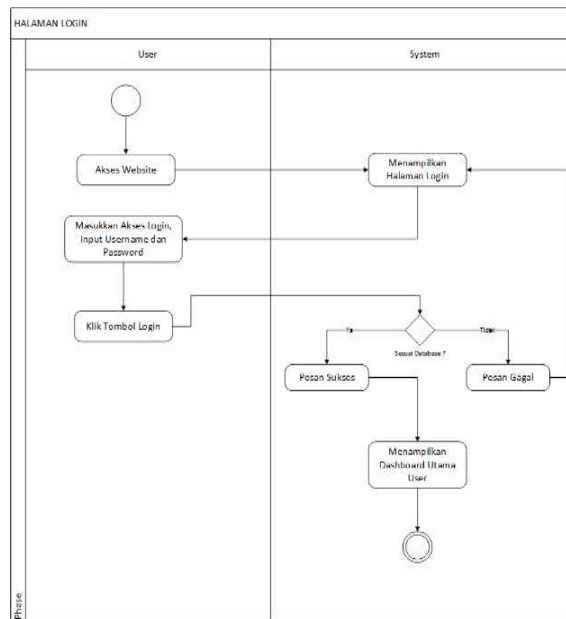 HALAMAN LOGIN
User
System
Akses Website
Menampilkan
Halaman Login
Masukkan Akses Login,
Input Username dan
Password
Klik Tombol Login
Ya
Tidak
Sesuai Database ?
Pesan Sukses
Pesan Gagal
Menampilkan
Dashboard Utama
User
Phase